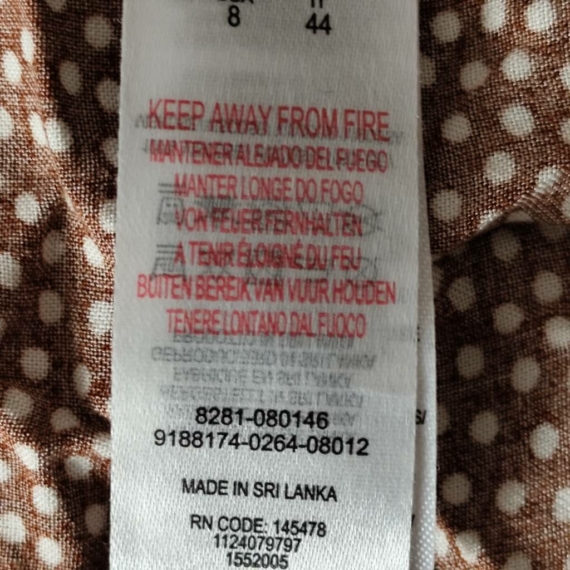 8 44
KEEP AWAY FROM FIRE
MANTENER ALEJADO DEL FUEGO
MANTER LONGE DO FOGO
VON FEUER FERNHALTEN
A TENIR ÉLOIGNÉ DU FEU
BUITEN BEREIK VAN VUUR HOUDEN
TENERE LONTANO DAL FUOCO
8281-080146
9188174-0264-08012
MADE IN SRI LANKA
RN CODE: 145478
1124079797
1552005